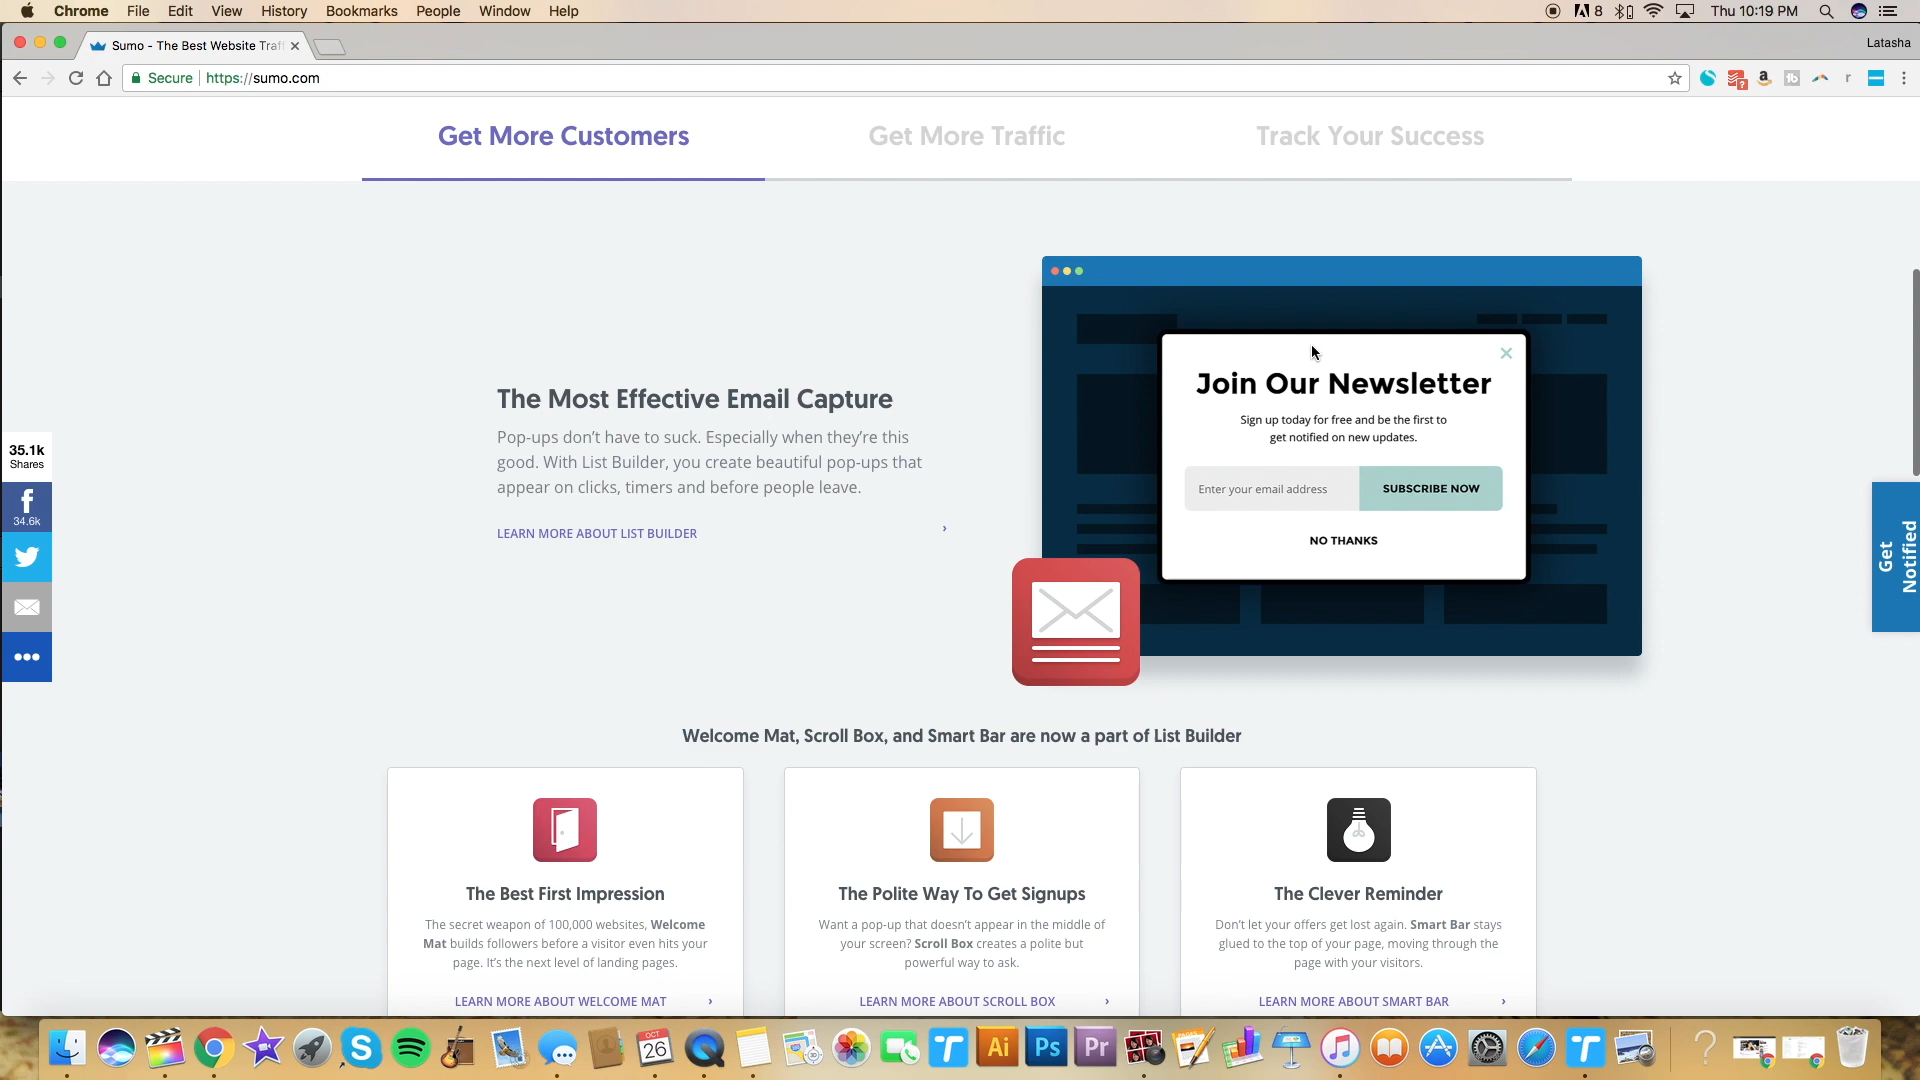 Chrome File Edit View History Bookmarks People Window Help
8 Thu 10:19 PM
Sumo - The Best Website Traf
Latasha
Secure https://sumo.com
Get More Customers
Get More Traffic
Track Your Success
The Most Effective Email Capture
Pop-ups don’t have to suck. Especially when they’re this
good. With List Builder, you create beautiful pop-ups that
appear on clicks, timers and before people leave.
LEARN MORE ABOUT LIST BUILDER ›
Join Our Newsletter
Sign up today for free and be the first to
get notified on new updates.
Enter your email address
SUBSCRIBE NOW
NO THANKS
35.1k
Shares
34.6k
Get
Notified
Welcome Mat, Scroll Box, and Smart Bar are now a part of List Builder
The Best First Impression
The secret weapon of 100,000 websites, Welcome
Mat builds followers before a visitor even hits your
page. It’s the next level of landing pages.
LEARN MORE ABOUT WELCOME MAT ›
The Polite Way To Get Signups
Want a pop-up that doesn’t appear in the middle of
your screen? Scroll Box creates a polite but
powerful way to ask.
LEARN MORE ABOUT SCROLL BOX ›
The Clever Reminder
Don’t let your offers get lost again. Smart Bar stays
glued to the top of your page, moving through the
page with your visitors.
LEARN MORE ABOUT SMART BAR ›
OCT
26
Ai
Ps
Pr